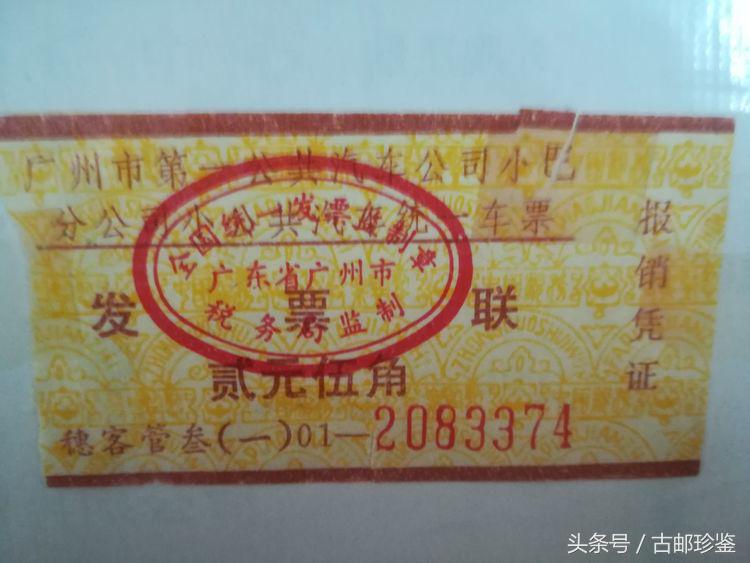 广州市第一公共汽车公司小巴
分公司小公共汽车统一车票
全国统一发票监制章
广东省广州市
税务局监制
发票联
贰元伍角
穗客管叁(一)01—2083374
报销凭证
头条号 / 古邮珍鉴